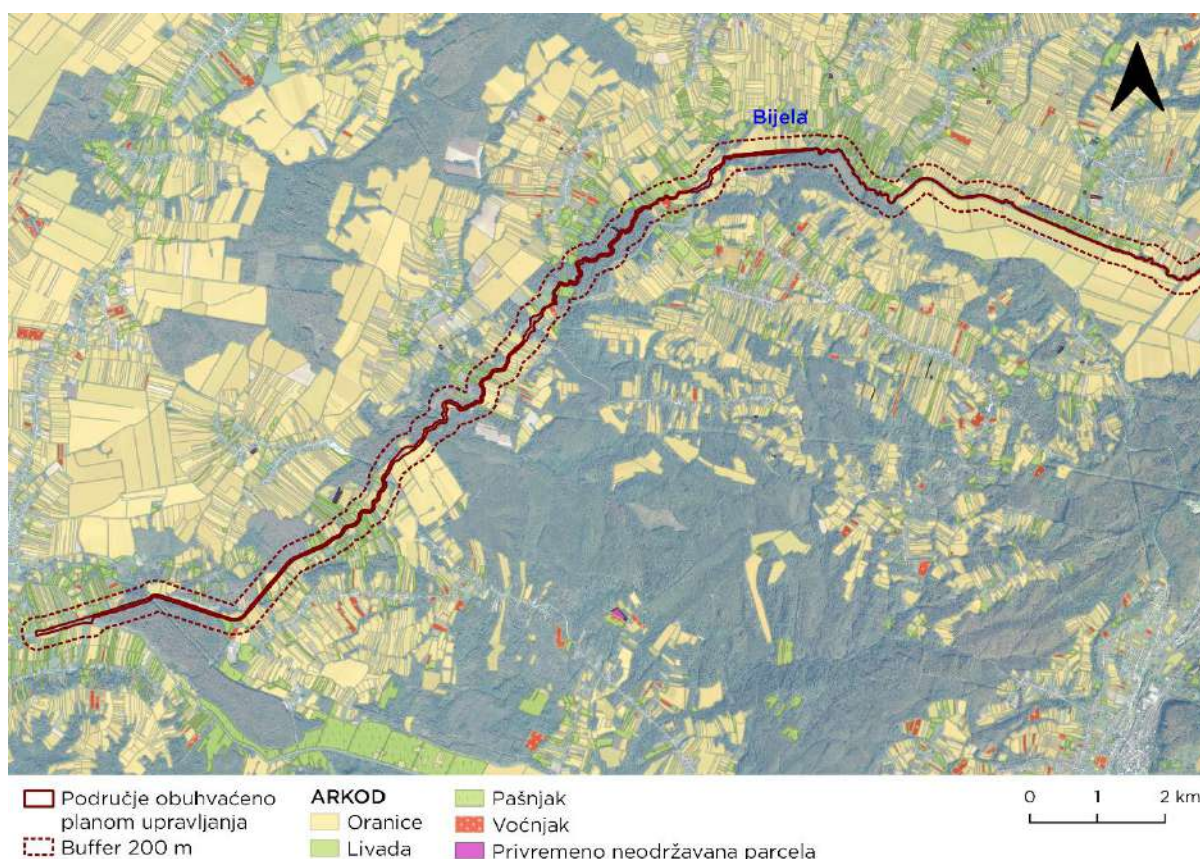 Bijela
Područje obuhvaćeno
planom upravljanja
Buffer 200 m
ARKOD
Oranice
Livada
Pašnjak
Voćnjak
Privremeno neodržavana parcela
0 1 2 km